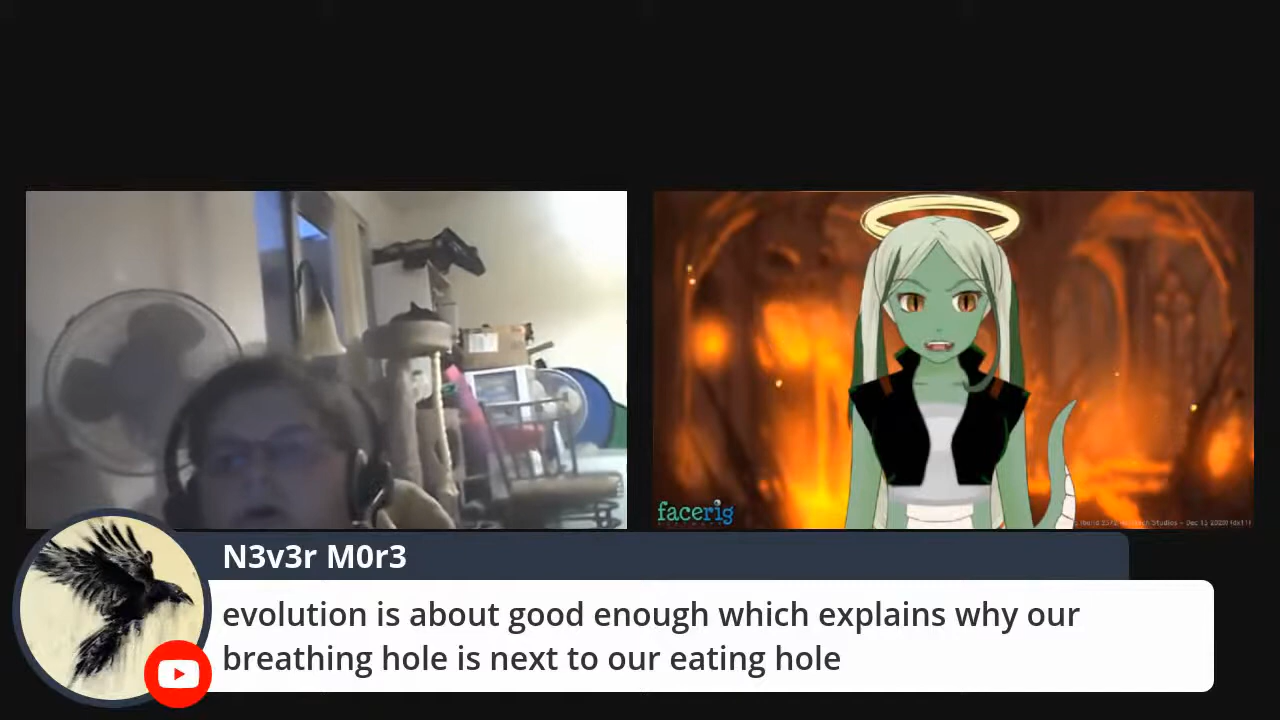 facerig
N3v3r M0r3
evolution is about good enough which explains why our
breathing hole is next to our eating hole